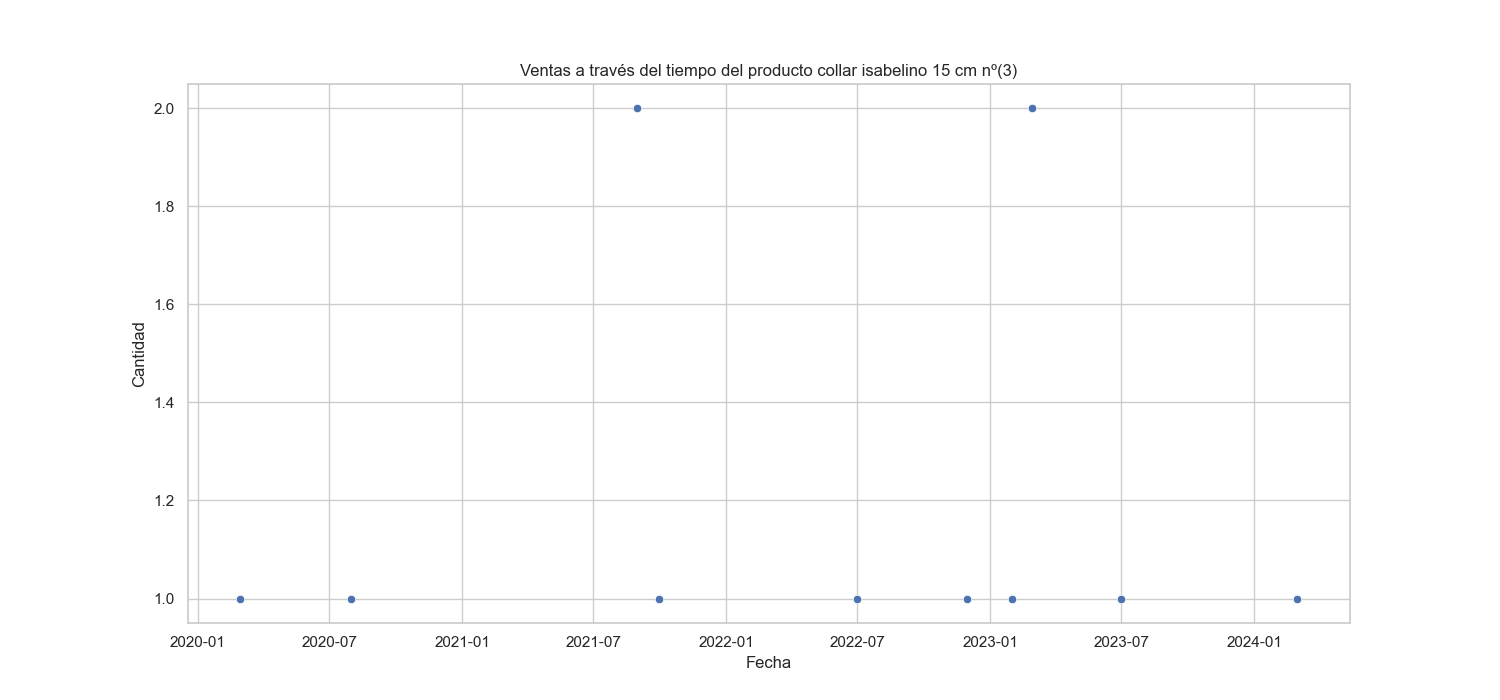 Ventas a través del tiempo del producto collar isabelino 15 cm nº(3)
2.0
1.8
1.6
1.4
1.2
1.0
Cantidad
2020-01 2020-07 2021-01 2021-07 2022-01 2022-07 2023-01 2023-07 2024-01
Fecha